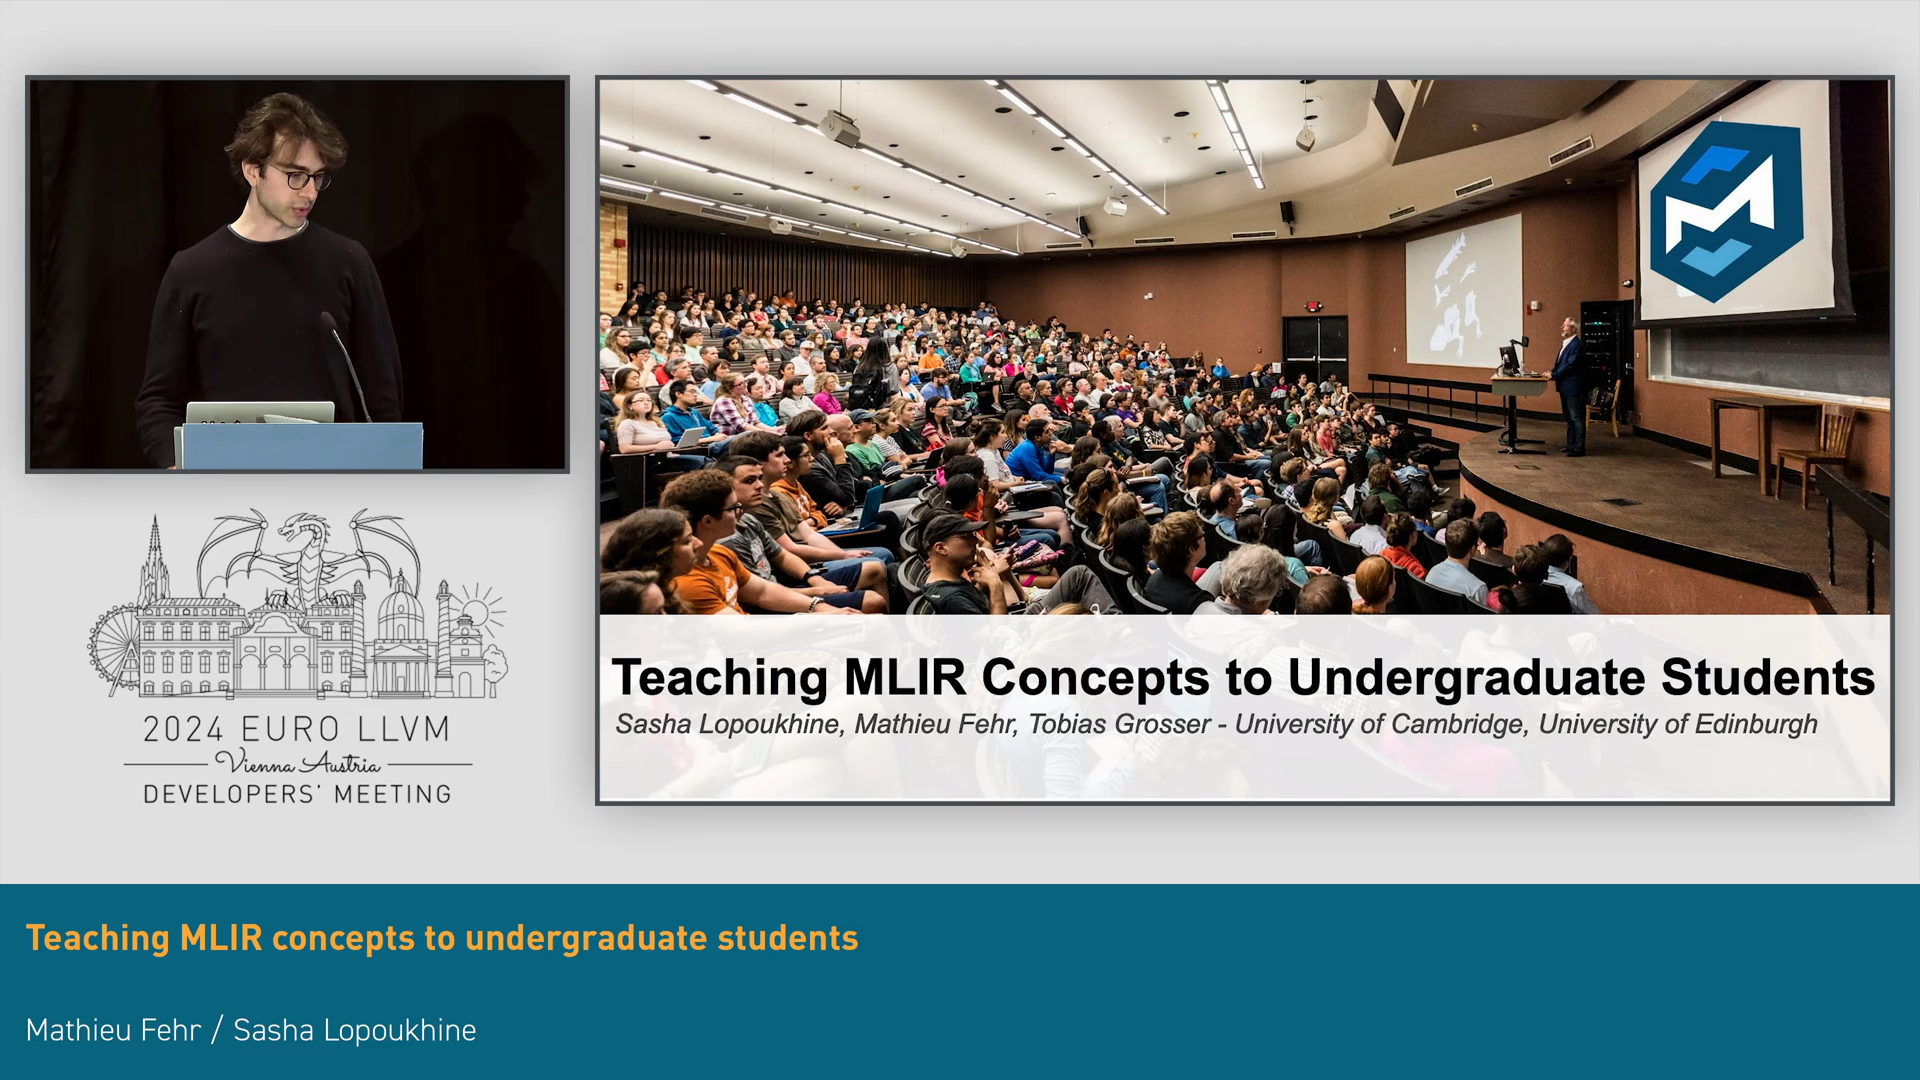 Teaching MLIR Concepts to Undergraduate Students
Sasha Lopoukhine, Mathieu Fehr, Tobias Grosser - University of Cambridge, University of Edinburgh
2024 EURO LLVM
Vienna Austria
DEVELOPERS' MEETING
Teaching MLIR concepts to undergraduate students
Mathieu Fehr / Sasha Lopoukhine